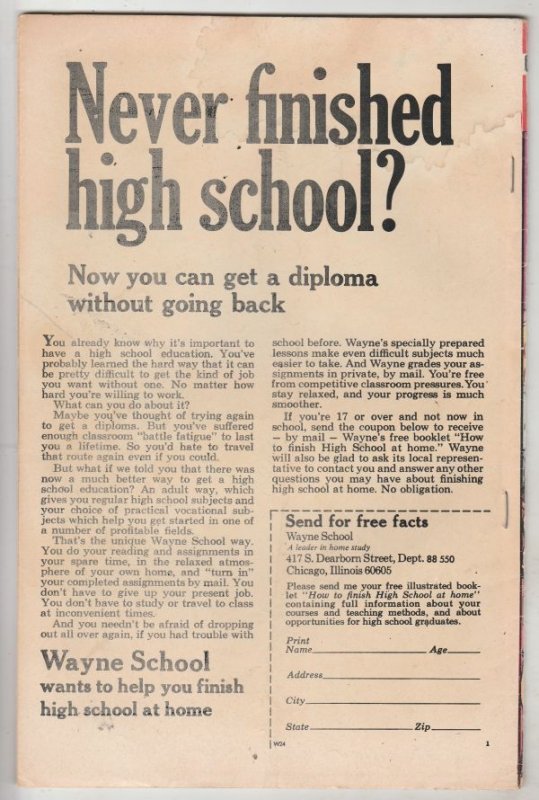 Never finished
high school?
Now you can get a diploma
without going back
You already know why it's important to
have a high school education. You've
probably learned the hard way that it can
be pretty difficult to get the kind of job
you want without one. No matter how
hard you're willing to work.
What can you do about it?
Maybe you've thought of trying again
to get a diploma. But you've suffered
enough classroom "battle fatigue" to last
you a lifetime. So you'd hate to travel
that route again even if you could.
But what if we told you that there was
now a much better way to get a high
school education? An adult way, which
gives you regular high school subjects and
your choice of practical vocational sub-
jects which help you get started in one of
a number of profitable fields.
That's the unique Wayne School way.
You do your reading and assignments in
your spare time, in the relaxed atmos-
phere of your own home, and "turn in"
your completed assignments by mail. You
don't have to give up your present job.
You don't have to study or travel to class
at inconvenient times.
And you needn't be afraid of dropping
out all over again, if you had trouble with
Wayne School
wants to help you finish
high school at home
school before. Wayne's specially prepared
lessons make even difficult subjects much
easier to take. And Wayne grades your as-
signments in private, by mail. You're free
from competitive classroom pressures. You
stay relaxed, and your progress is much
smoother.
If you're 17 or over and not now in
school, send the coupon below to receive
— by mail — Wayne's free booklet "How
to finish High School at home." Wayne
will also be glad to ask its local represen-
tative to contact you and answer any other
questions you may have about finishing
high school at home. No obligation.
Send for free facts
Wayne School
A leader in home study
417 S. Dearborn Street, Dept. 88 550
Chicago, Illinois 60605
Please send me your free illustrated book-
let "How to finish High School at home"
containing full information about your
courses and teaching methods, and about
opportunities for high school graduates.
Print
Name Age
Address
City
State Zip
W24 1